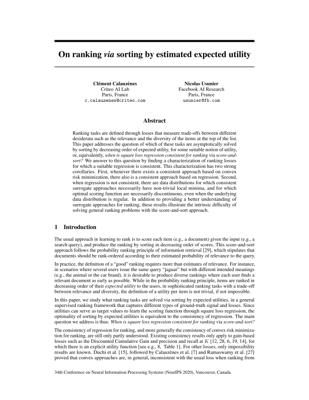 On ranking via sorting by estimated expected utility
Clément Calauzènes
Criteo AI Lab
Paris, France
c.calauzenes@criteo.com
Nicolas Usunier
Facebook AI Research
Paris, France
usunier@fb.com
Abstract
Ranking tasks are defined through losses that measure trade-offs between different
desiderata such as the relevance and the diversity of the items at the top of the list.
This paper addresses the question of which of these tasks are asymptotically solved
by sorting by decreasing order of expected utility, for some suitable notion of utility,
or, equivalently, when is square loss regression consistent for ranking via score-and-
sort? We answer to this question by finding a characterization of ranking losses
for which a suitable regression is consistent. This characterization has two strong
corollaries. First, whenever there exists a consistent approach based on convex
risk minimization, there also is a consistent approach based on regression. Second,
when regression is not consistent, there are data distributions for which consistent
surrogate approaches necessarily have non-trivial local minima, and for which
optimal scoring function are necessarily discontinuous, even when the underlying
data distribution is regular. In addition to providing a better understanding of
surrogate approaches for ranking, these results illustrate the intrinsic difficulty of
solving general ranking problems with the score-and-sort approach.
1 Introduction
The usual approach in learning to rank is to score each item (e.g., a document) given the input (e.g., a
search query), and produce the ranking by sorting in decreasing order of scores. This score-and-sort
approach follows the probability ranking principle of information retrieval [29], which stipulates that
documents should be rank-ordered according to their estimated probability of relevance to the query.
In practice, the definition of a "good" ranking requires more than estimates of relevance. For instance,
in scenarios where several users issue the same query "jaguar" but with different intended meanings
(e.g., the animal or the car brand), it is desirable to produce diverse rankings where each user finds a
relevant document as early as possible. While in the probability ranking principle, items are ranked in
decreasing order of their expected utility to the users, in sophisticated ranking tasks with a trade-off
between relevance and diversity, the definition of a utility per item is not trivial, if not impossible.
In this paper, we study what ranking tasks are solved via sorting by expected utilities, in a general
supervised ranking framework that captures different types of ground-truth signal and losses. Since
utilities can serve as target values to learn the scoring function through square loss regression, the
optimality of sorting by expected utilities is equivalent to the consistency of regression. The main
question we address is thus: When is square loss regression consistent for ranking via score-and-sort?
The consistency of regression for ranking, and more generally the consistency of convex risk minimiza-
tion for ranking, are still only partly understood. Existing consistency results only apply to ranking
losses such as the Discounted Cumulative Gain and precision and recall at K [12, 28, 6, 19, 14], for
which there is an explicit utility function [see e.g., 8, Table 1]. For other losses, only impossibility
results are known. Duchi et al. [15], followed by Calauzènes et al. [7] and Ramaswamy et al. [27]
proved that convex approaches are, in general, inconsistent with the usual loss when ranking from
34th Conference on Neural Information Processing Systems (NeurIPS 2020), Vancouver, Canada.